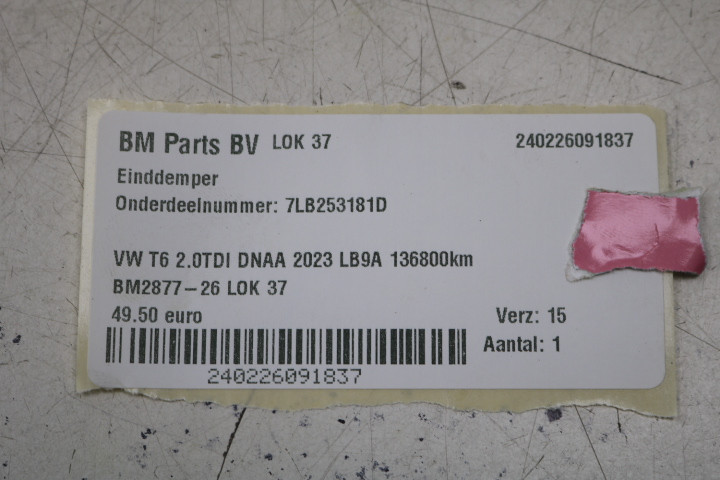 BM Parts BV LOK 37 240226091837
Einddemper
Onderdeelnummer: 7LB253181D
VW T6 2.0TDI DNAA 2023 LB9A 136800km
BM2877-26 LOK 37
49.50 euro Verz: 15
Aantal: 1
240226091837